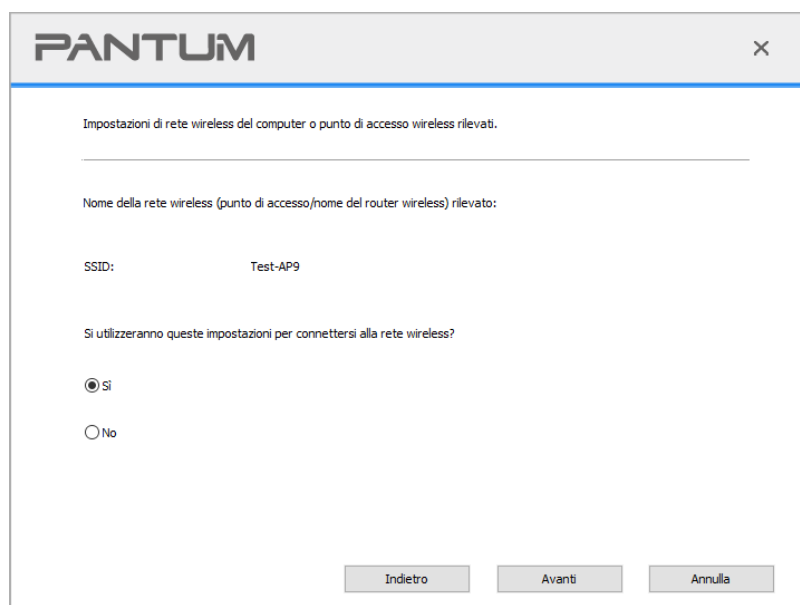 PANTUM
Impostazioni di rete wireless del computer o punto di accesso wireless rilevati.
Nome della rete wireless (punto di accesso/nome del router wireless) rilevato:
SSID: Test-AP9
Si utilizzeranno queste impostazioni per connettersi alla rete wireless?
Sì
No
Indietro Avanti Annulla